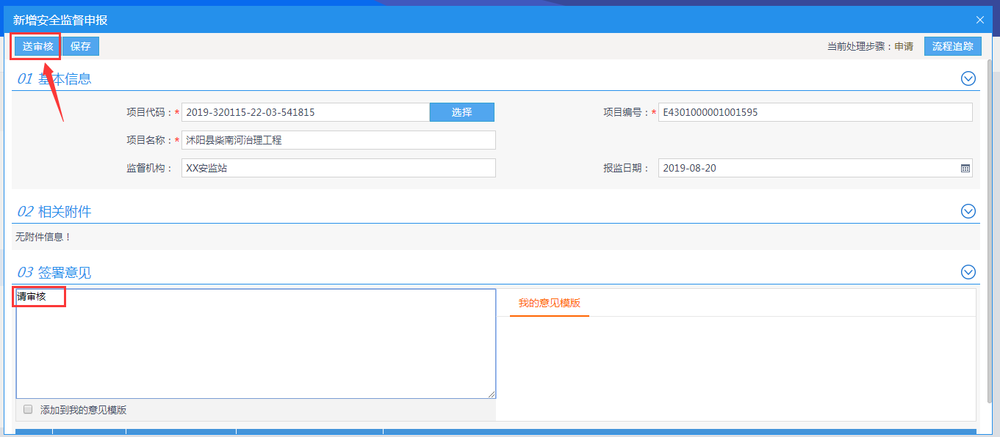 新增安全监督申报
送审核 保存 当前处理步骤：申请 流程追踪
01 基本信息
项目代码：* 2019-320115-22-03-541815 选择 项目编号：* E4301000001001595
项目名称：* 沭阳县柴南河治理工程
监督机构： XX安监站 报监日期： 2019-08-20
02 相关附件
无附件信息！
03 签署意见
请审核 我的意见模版
添加到我的意见模版